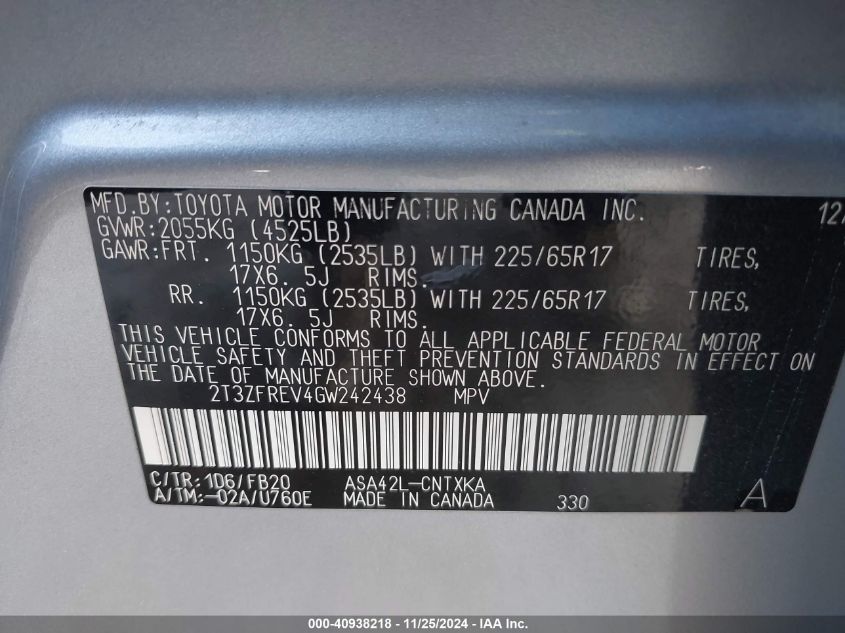 MFD.BY:TOYOTA MOTOR MANUFACTURING CANADA INC. 12/
GVWR:2055KG (4525LB)
GAWR:FRT. 1150KG (2535LB) WITH 225/65R17 TIRES,
17X6. 5J RIMS.
RR. 1150KG (2535LB) WITH 225/65R17 TIRES,
17X6. 5J RIMS.
THIS VEHICLE CONFORMS TO ALL APPLICABLE FEDERAL MOTOR
VEHICLE SAFETY AND THEFT PREVENTION STANDARDS IN EFFECT ON
THE DATE OF MANUFACTURE SHOWN ABOVE.
2T3ZFREV4GW242438 MPV
C/TR:1D6/FB20 ASA42L-CNTXKA
A/TM:-02A/U760E MADE IN CANADA 330 A
000-40938218 - 11/25/2024 - IAA Inc.